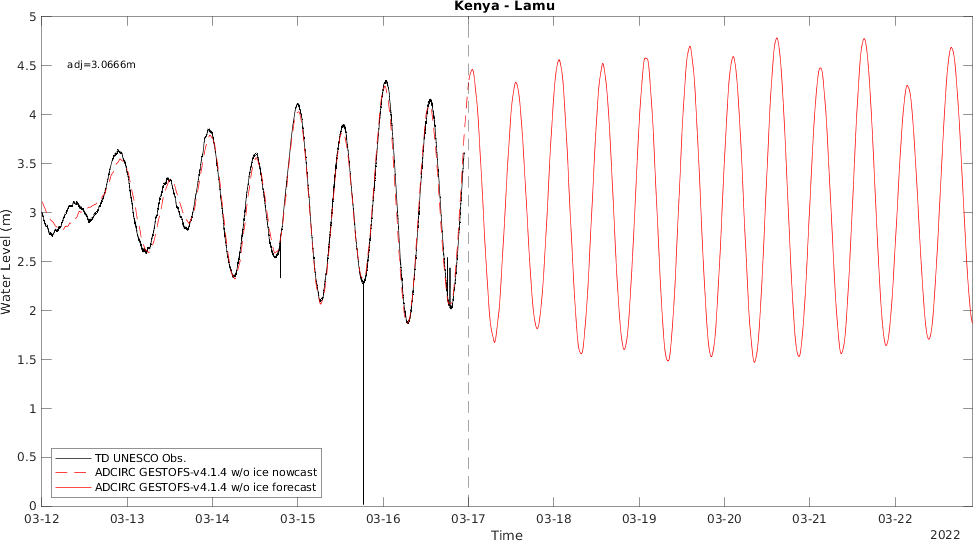 Kenya - Lamu
5
4.5
4
3.5
3
2.5
2
1.5
1
0.5
0
Water Level (m)
adj=3.0666m
TD UNESCO Obs.
ADCIRC GESTOFS-v4.1.4 w/o ice nowcast
ADCIRC GESTOFS-v4.1.4 w/o ice forecast
03-12 03-13 03-14 03-15 03-16 03-17 03-18 03-19 03-20 03-21 03-22
Time
2022